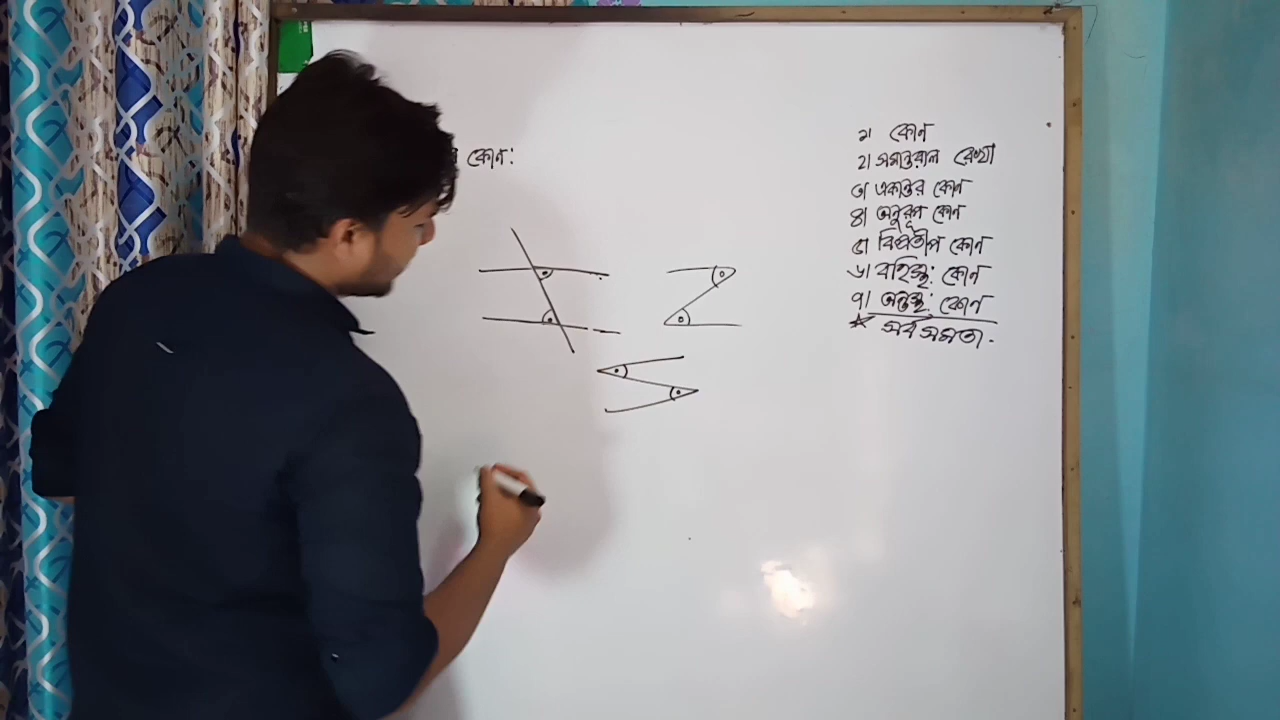 কোন:
১। কোন
২। সমান্তরাল রেখা
৩। একান্তর কোন
৪। অনুরূপ কোন
৫। বিপ্রতীপ কোন
৬। বহিঃস্থ: কোন
৭। অন্তঃস্থ: কোন
* সর্বসমতা.